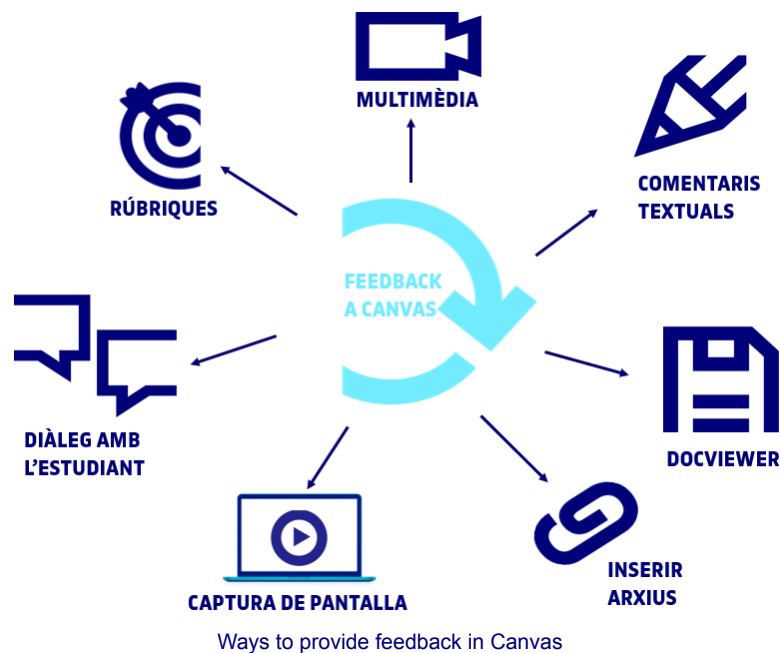 MULTIMÈDIA
COMENTARIS
TEXTUALS
RÚBRIQUES
FEEDBACK
A CANVAS
DOCVIEWER
DIÀLEG AMB
L'ESTUDIANT
INSERIR
ARXIUS
CAPTURA DE PANTALLA
Ways to provide feedback in Canvas